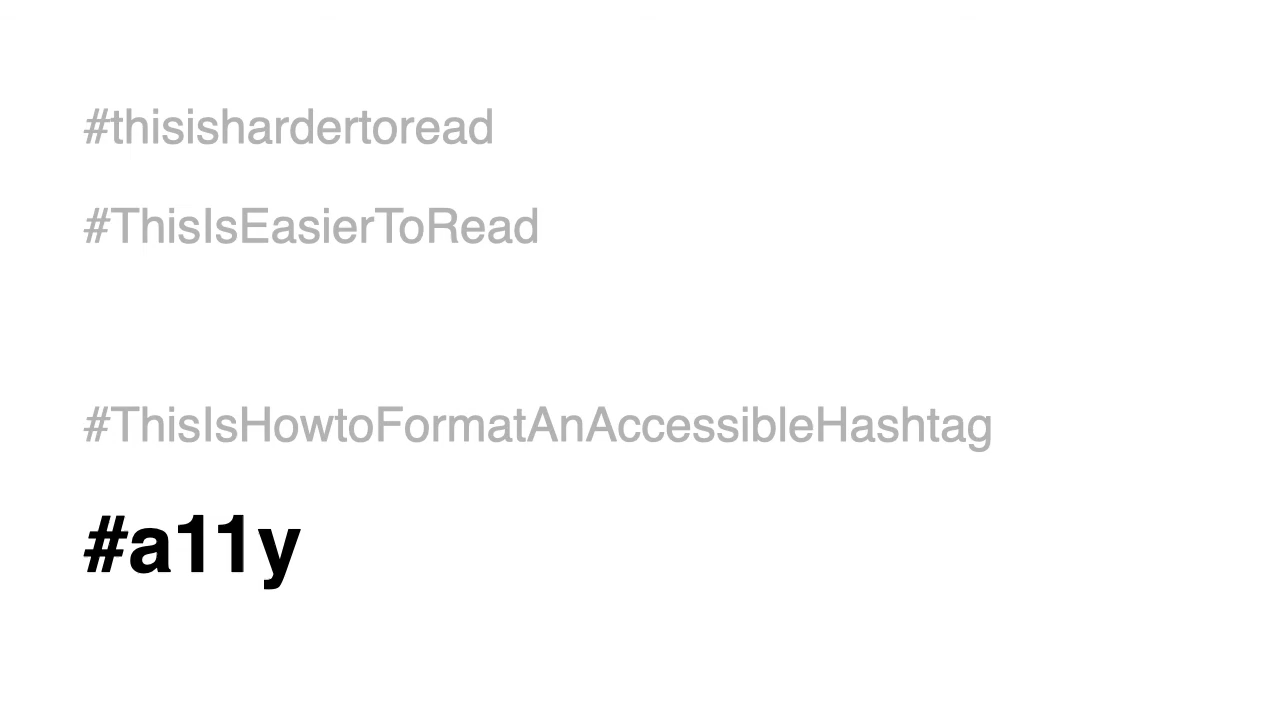 #thisishardertoread
#ThisIsEasierToRead
#ThisIsHowtoFormatAnAccessibleHashtag
#a11y